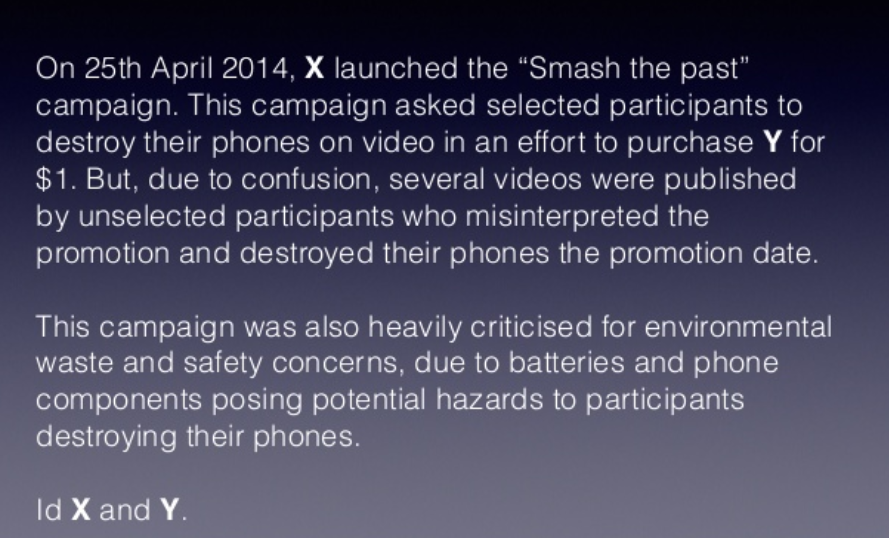 On 25th April 2014, X launched the “Smash the past”
campaign. This campaign asked selected participants to
destroy their phones on video in an effort to purchase Y for
$1. But, due to confusion, several videos were published
by unselected participants who misinterpreted the
promotion and destroyed their phones the promotion date.
This campaign was also heavily criticised for environmental
waste and safety concerns, due to batteries and phone
components posing potential hazards to participants
destroying their phones.
Id X and Y.